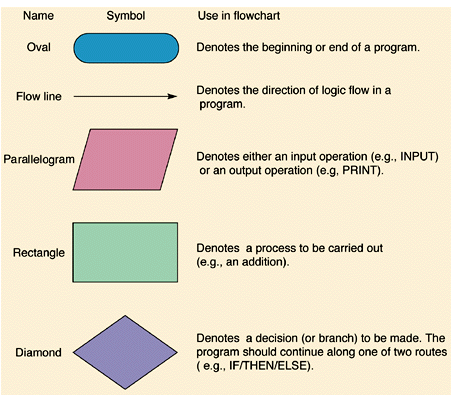 Name Symbol Use in flowchart
Oval Denotes the beginning or end of a program.
Flow line Denotes the direction of logic flow in a
program.
Parallelogram Denotes either an input operation (e.g., INPUT)
or an output operation (e.g, PRINT).
Rectangle Denotes a process to be carried out
(e.g., an addition).
Diamond Denotes a decision (or branch) to be made. The
program should continue along one of two routes
( e.g., IF/THEN/ELSE).